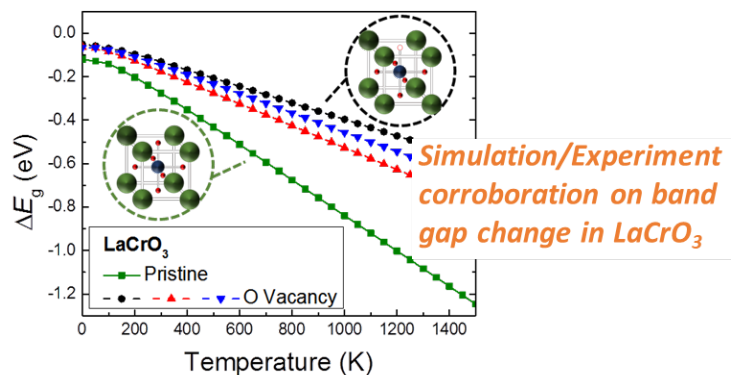 0.0
-0.2
-0.4
-0.6
-0.8
-1.0
-1.2
ΔE_g (eV)
Simulation/Experiment
corroboration on band
gap change in LaCrO₃
LaCrO₃
Pristine
O Vacancy
0 200 400 600 800 1000 1200 1400
Temperature (K)